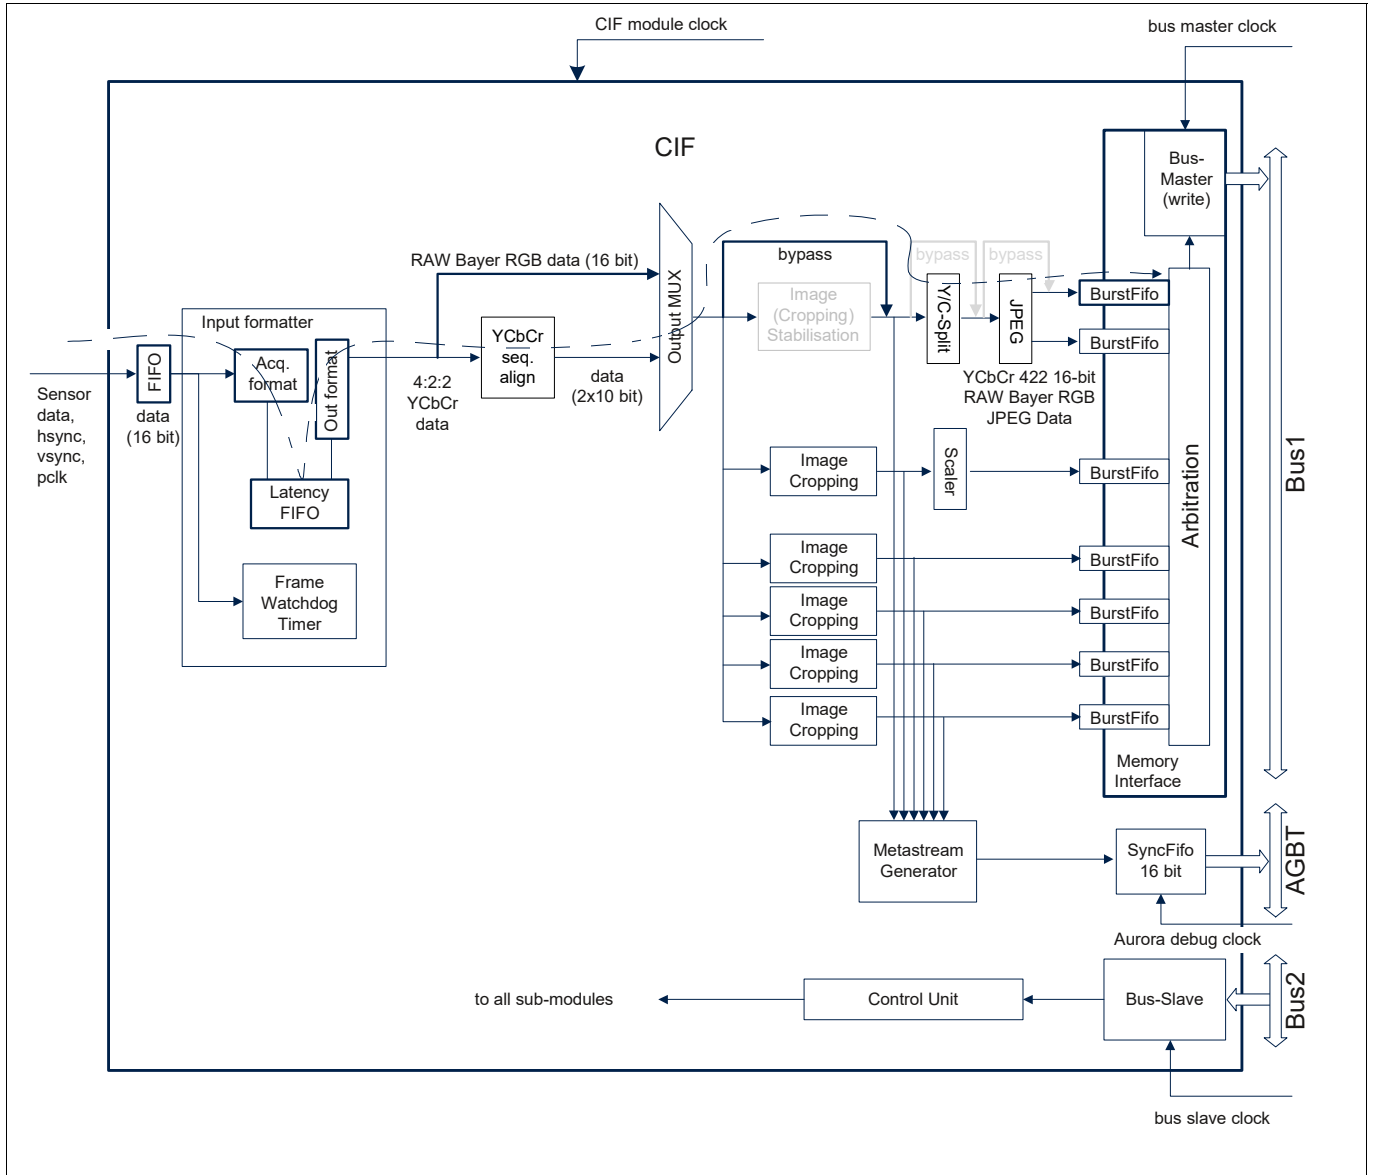 CIF module clock
bus master clock
CIF
Bus-
Master
(write)
RAW Bayer RGB data (16 bit)
bypass
bypass
bypass
Input formatter
Image
(Cropping)
Stabilisation
Output MUX
Y/C-Split
JPEG
BurstFifo
BurstFifo
YCbCr
seq.
align
FIFO
Acq.
format
Out format
Sensor
data,
hsync,
vsync,
pclk
data
(16 bit)
4:2:2
YCbCr
data
data
(2x10 bit)
YCbCr 422 16-bit
RAW Bayer RGB
JPEG Data
Latency
FIFO
Image
Cropping
Scaler
BurstFifo
Arbitration
Bus1
Frame
Watchdog
Timer
Image
Cropping
BurstFifo
Image
Cropping
BurstFifo
Image
Cropping
BurstFifo
Image
Cropping
BurstFifo
Memory
Interface
Metastream
Generator
SyncFifo
16 bit
AGBT
Aurora debug clock
to all sub-modules
Control Unit
Bus-Slave
Bus2
bus slave clock